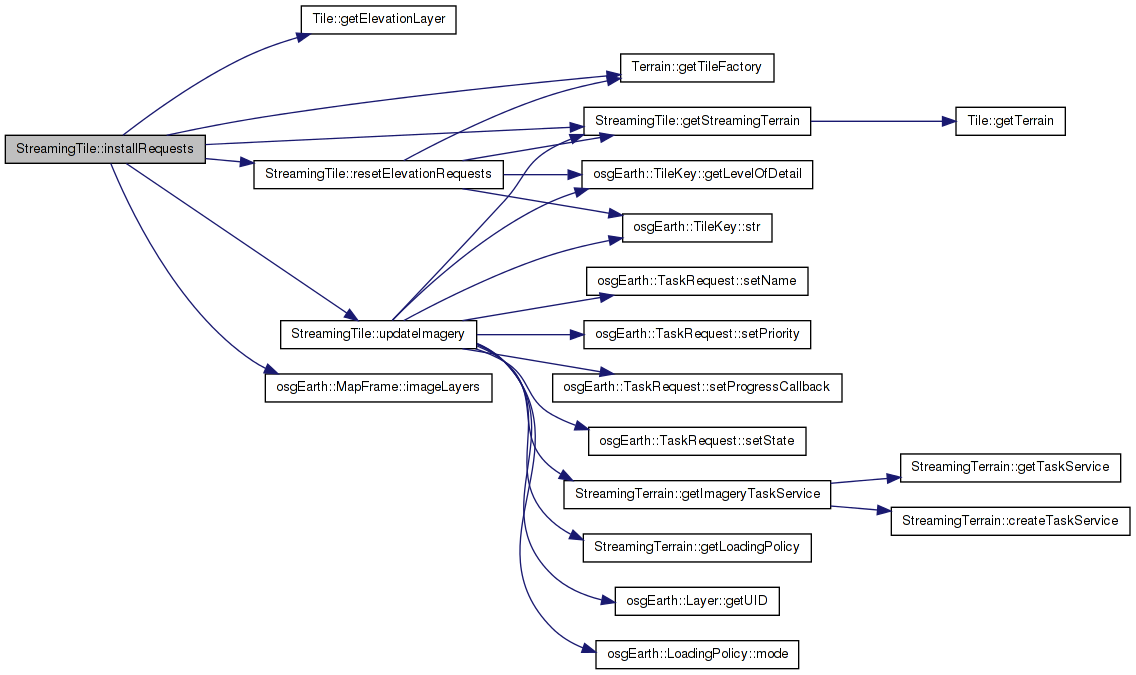 Tile::getElevationLayer
Terrain::getTileFactory
StreamingTile::getStreamingTerrain
Tile::getTerrain
StreamingTile::installRequests
StreamingTile::resetElevationRequests
osgEarth::TileKey::getLevelOfDetail
osgEarth::TileKey::str
osgEarth::TaskRequest::setName
StreamingTile::updateImagery
osgEarth::TaskRequest::setPriority
osgEarth::MapFrame::imageLayers
osgEarth::TaskRequest::setProgressCallback
osgEarth::TaskRequest::setState
StreamingTerrain::getTaskService
StreamingTerrain::getImageryTaskService
StreamingTerrain::createTaskService
StreamingTerrain::getLoadingPolicy
osgEarth::Layer::getUID
osgEarth::LoadingPolicy::mode